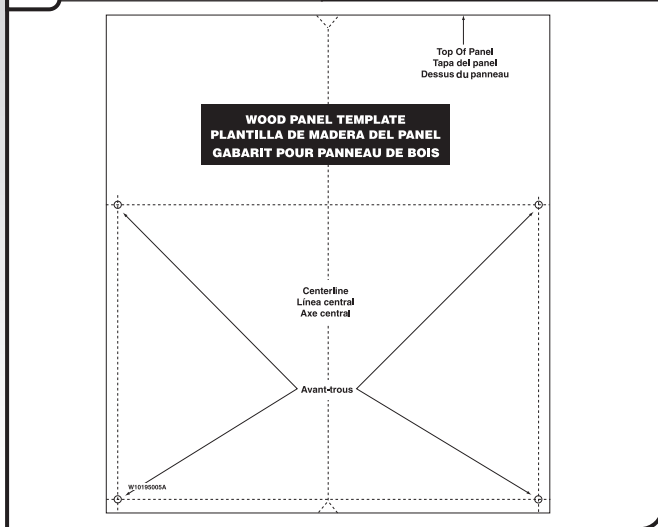 Top Of Panel
Tapa del panel
Dessus du panneau
WOOD PANEL TEMPLATE
PLANTILLA DE MADERA DEL PANEL
GABARIT POUR PANNEAU DE BOIS
Centerline
Línea central
Axe central
Avant-trous
W10195005A